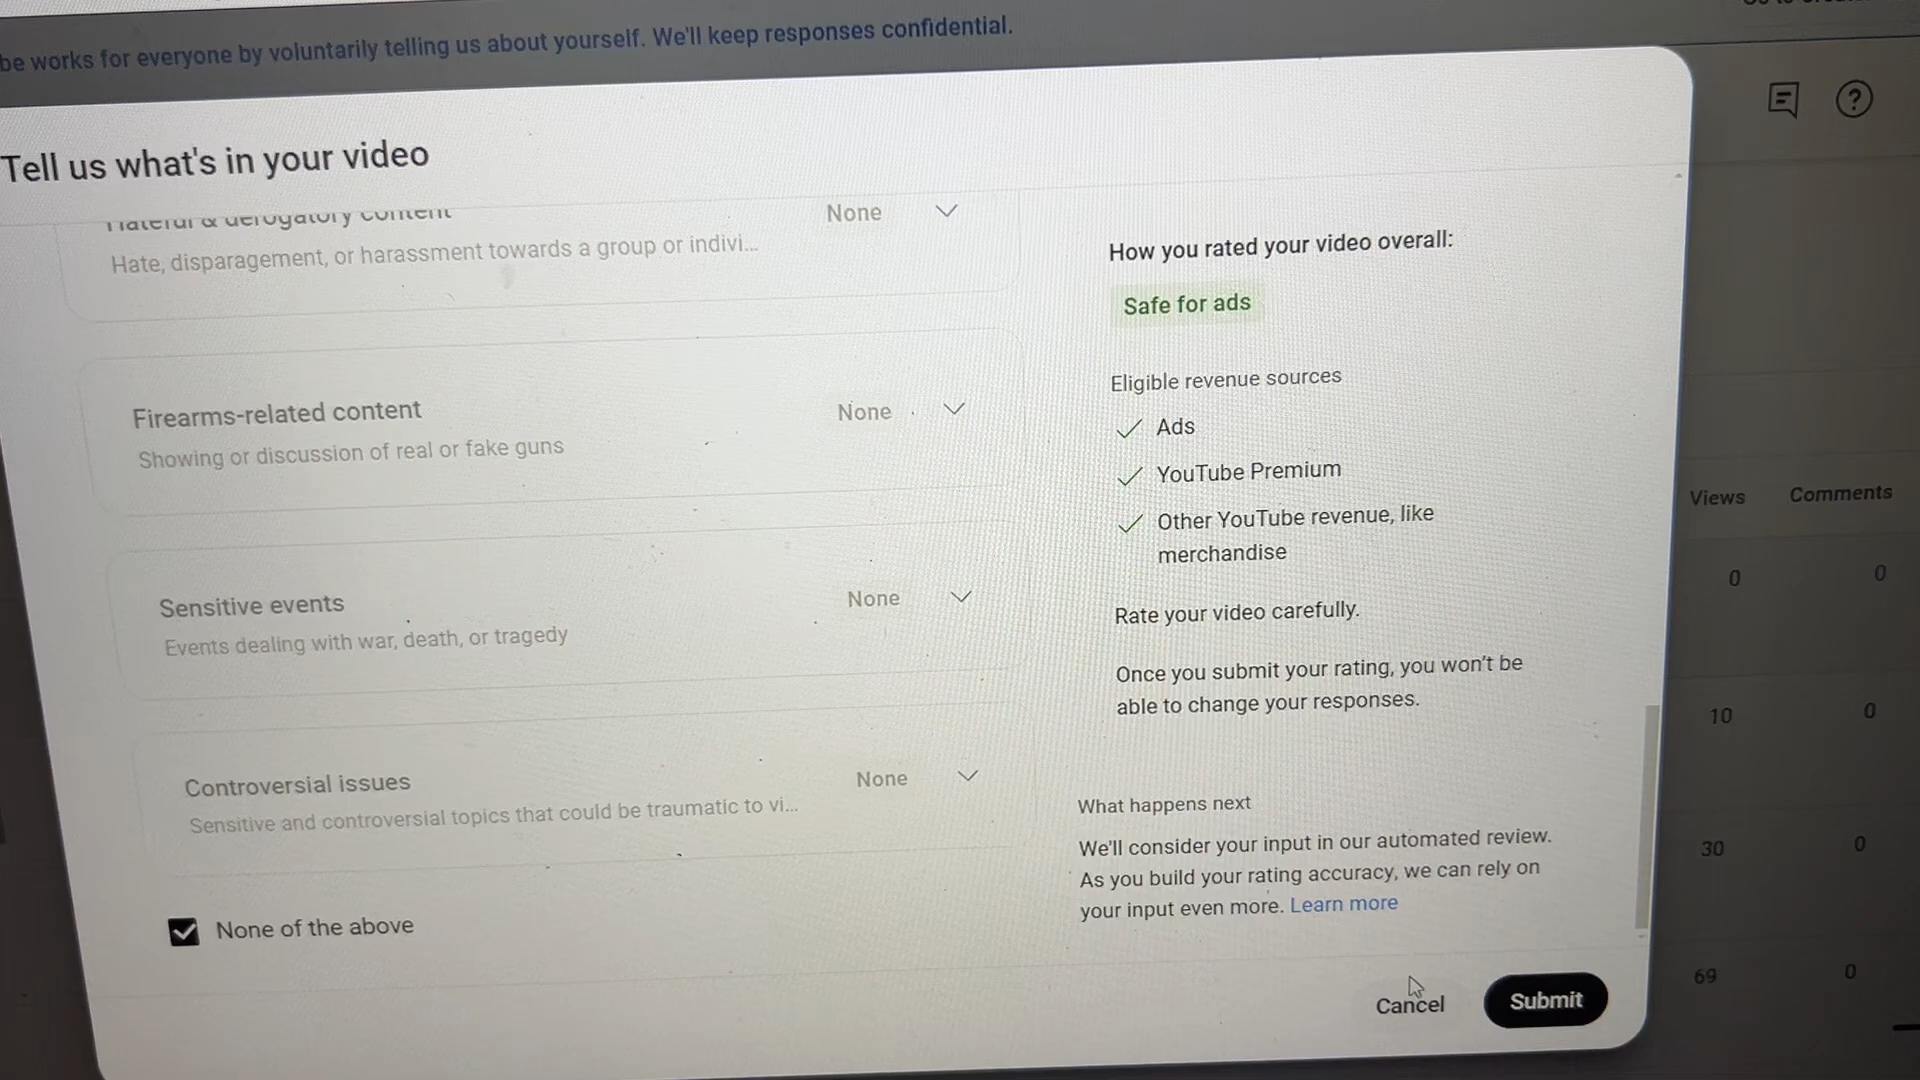 be works for everyone by voluntarily telling us about yourself. We'll keep responses confidential.
Tell us what's in your video
Hateful & derogatory content
None
Hate, disparagement, or harassment towards a group or indivi...
Firearms-related content
None
Showing or discussion of real or fake guns
Sensitive events
None
Events dealing with war, death, or tragedy
Controversial issues
None
Sensitive and controversial topics that could be traumatic to vi...
None of the above
How you rated your video overall:
Safe for ads
Eligible revenue sources
Ads
YouTube Premium
Other YouTube revenue, like
merchandise
Rate your video carefully.
Once you submit your rating, you won't be
able to change your responses.
What happens next
We'll consider your input in our automated review.
As you build your rating accuracy, we can rely on
your input even more. Learn more
Cancel
Submit
Views
Comments
0
0
10
0
30
0
69
0